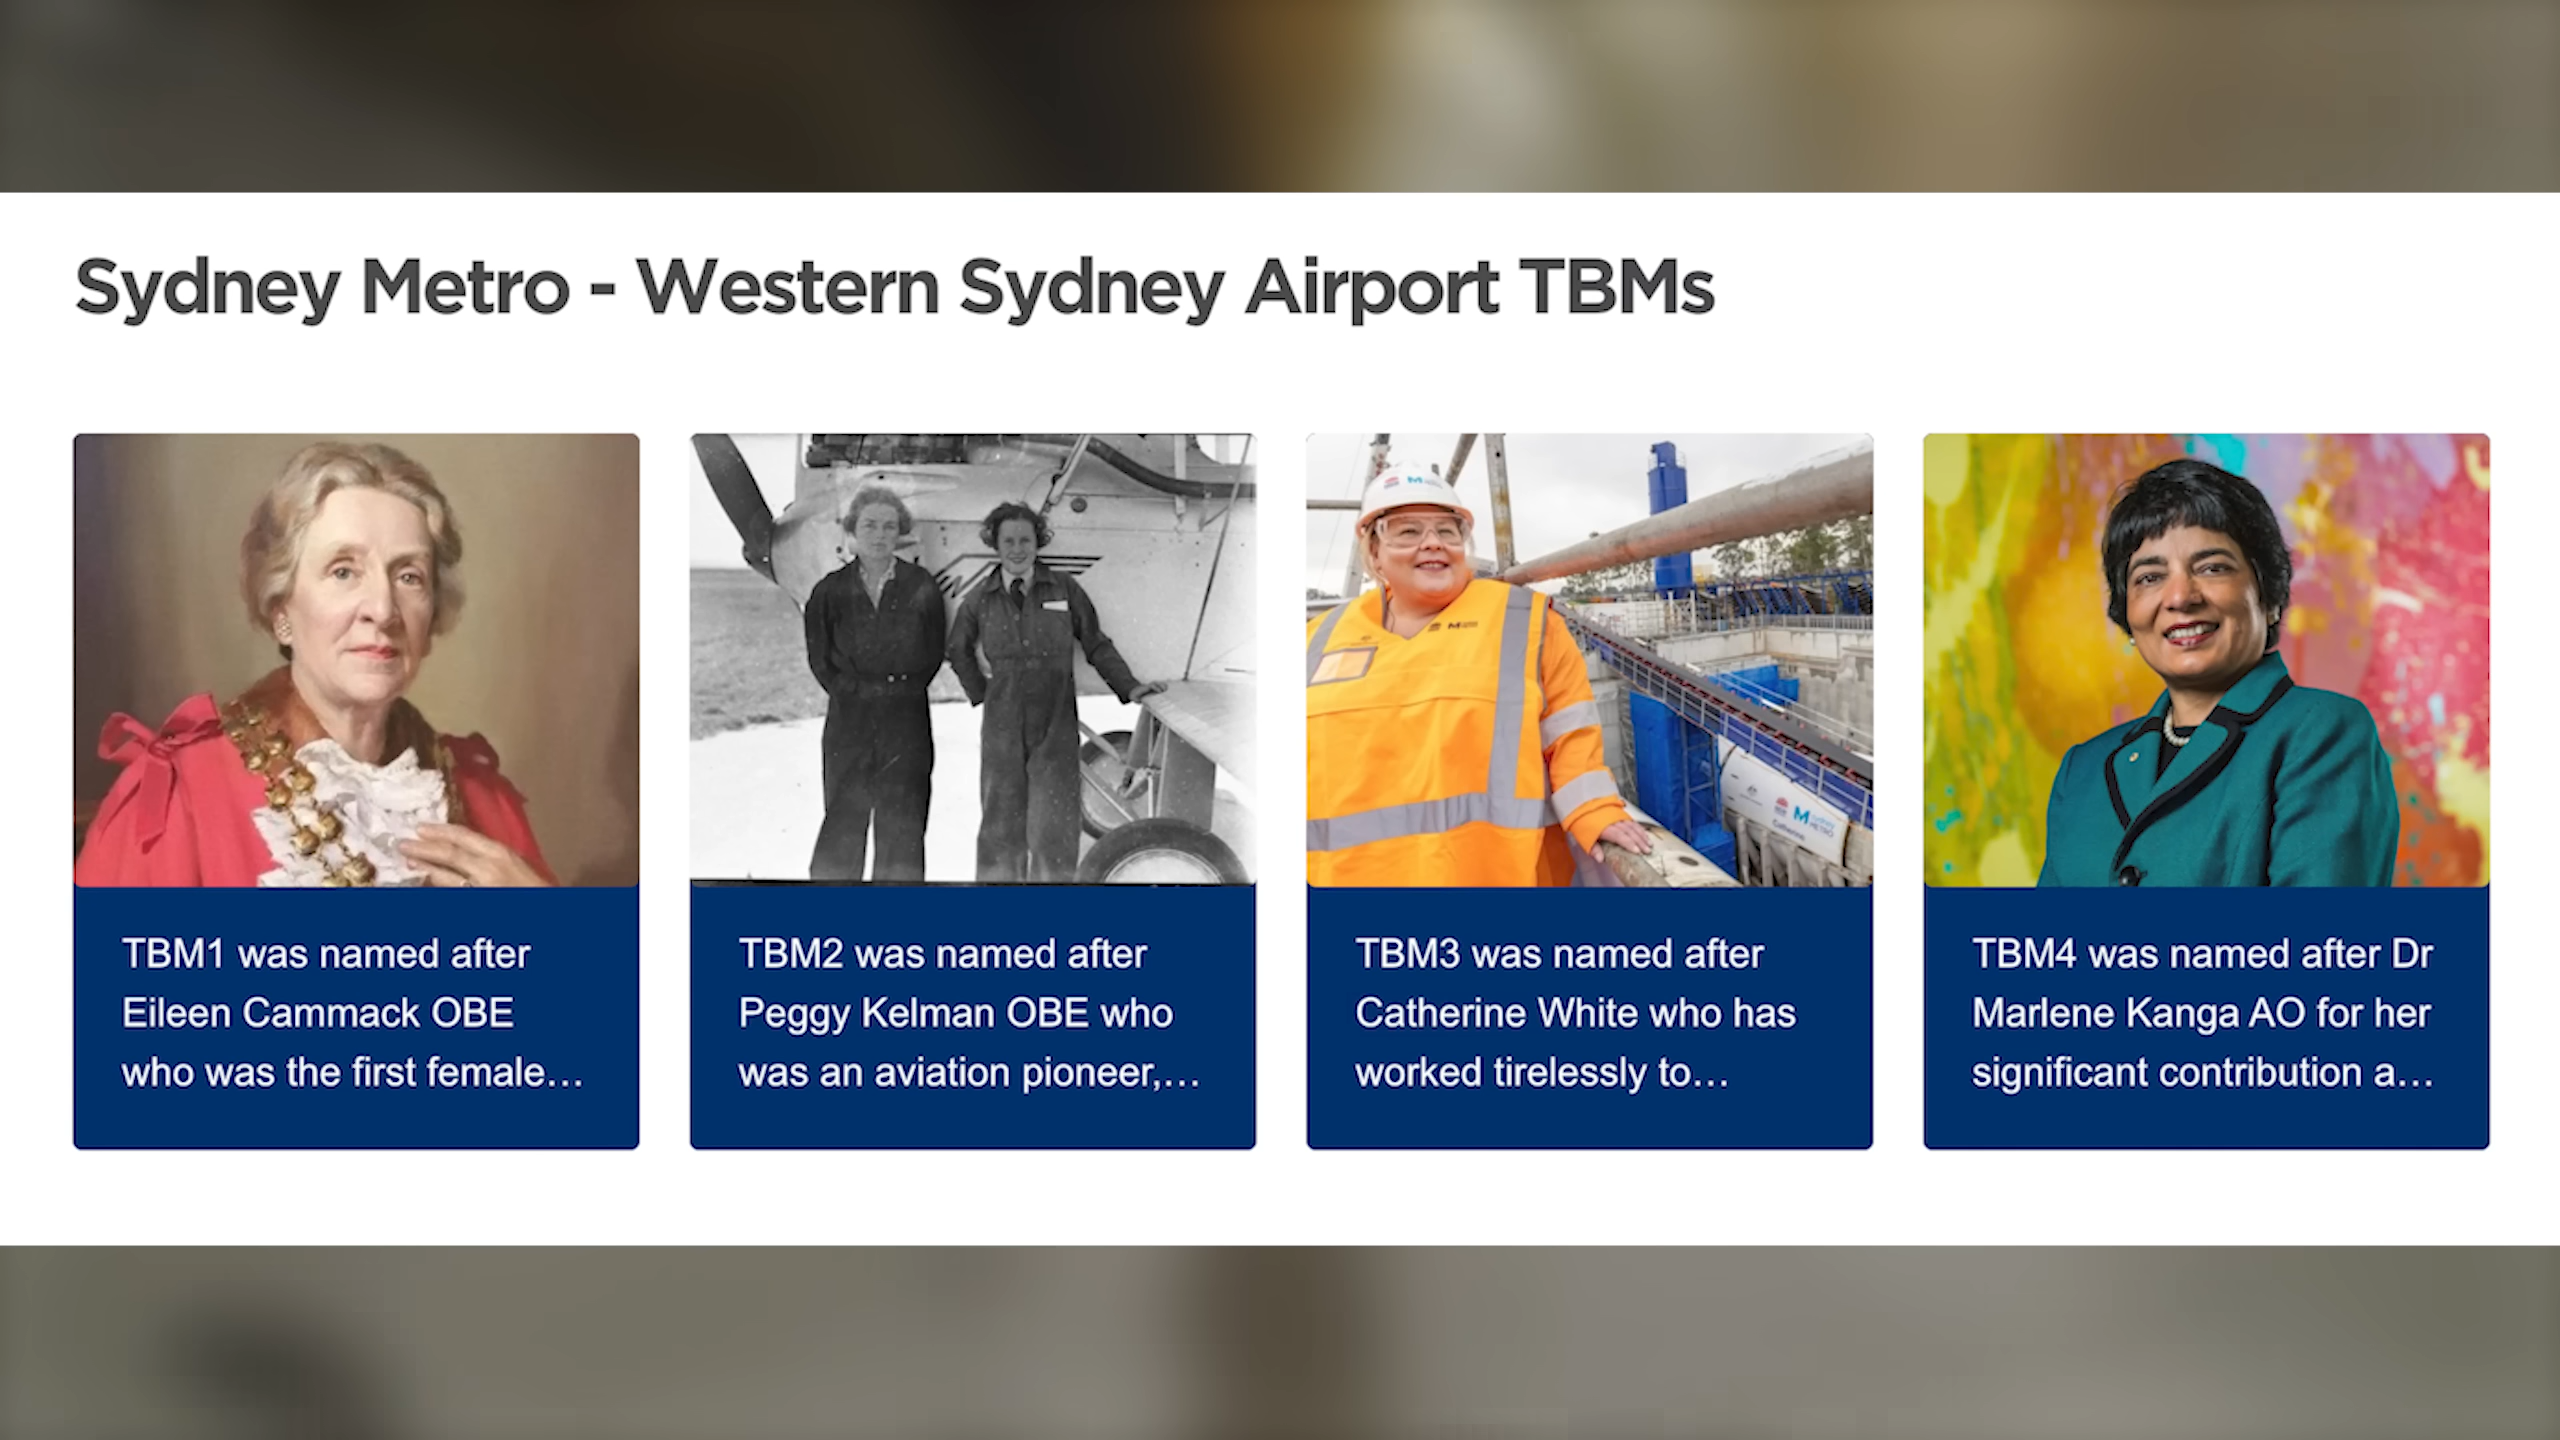 Sydney Metro - Western Sydney Airport TBMs
TBM1 was named after
Eileen Cammack OBE
who was the first female...
TBM2 was named after
Peggy Kelman OBE who
was an aviation pioneer,...
TBM3 was named after
Catherine White who has
worked tirelessly to...
TBM4 was named after Dr
Marlene Kanga AO for her
significant contribution a...